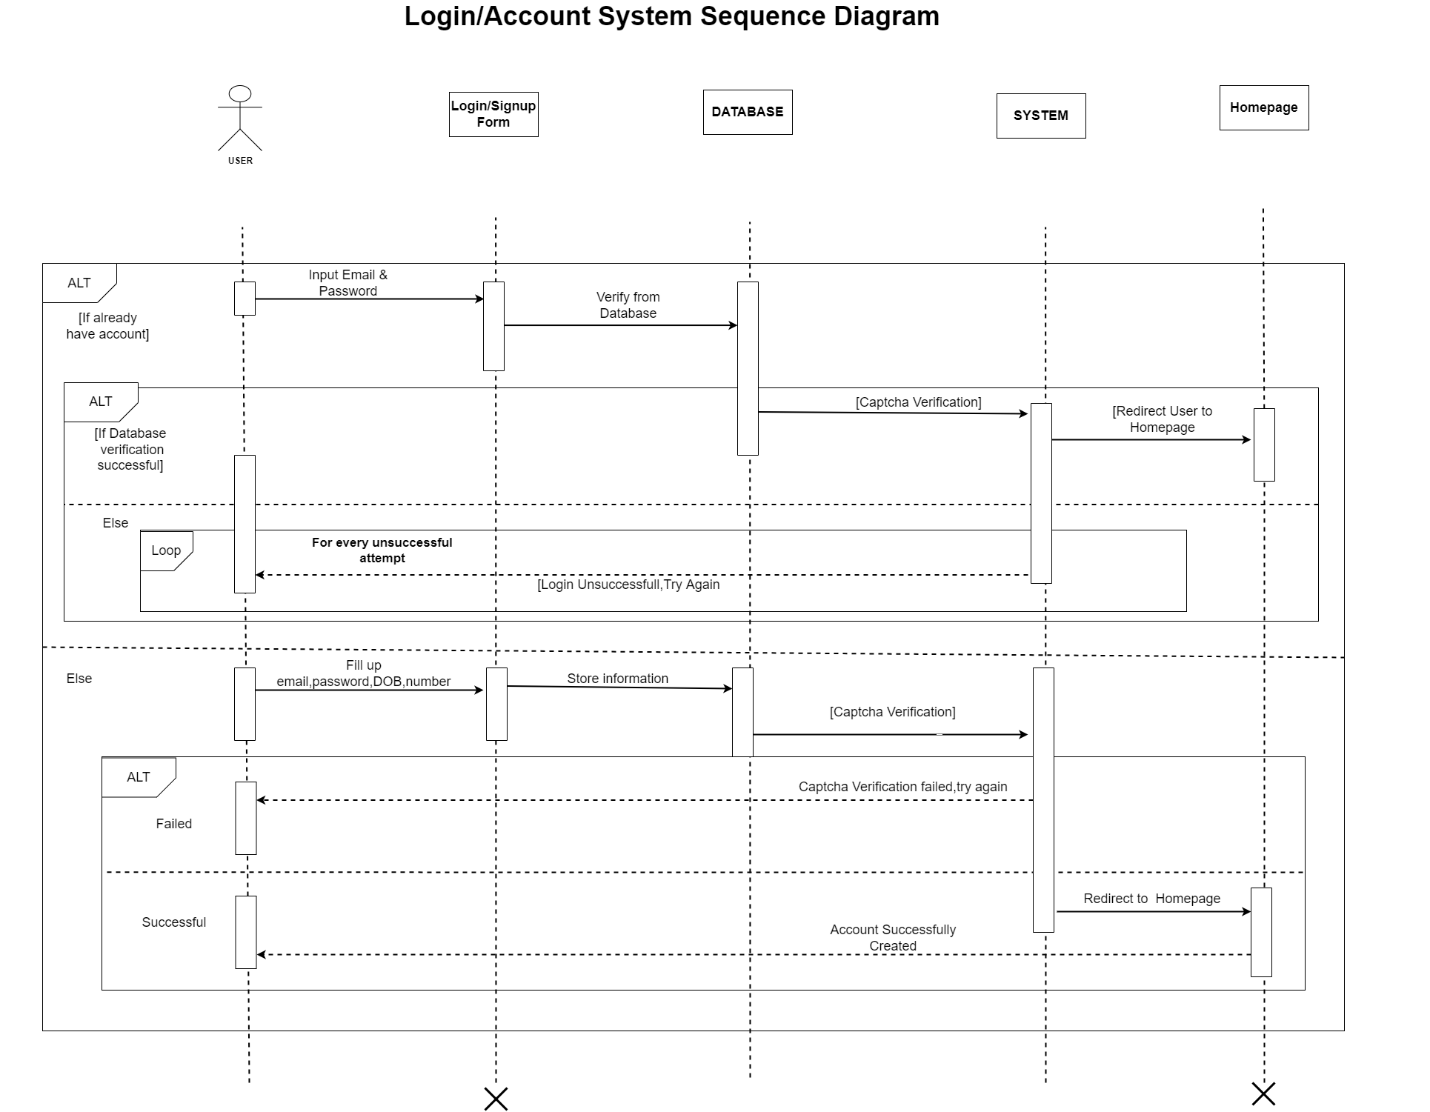 Login/Account System Sequence Diagram
USER
Login/Signup
Form
DATABASE
SYSTEM
Homepage
ALT
[If already
have account]
Input Email &
Password
Verify from
Database
ALT
[If Database
verification
successful]
[Captcha Verification]
[Redirect User to
Homepage
Else
Loop
For every unsuccessful
attempt
[Login Unsuccessfull,Try Again
Else
Fill up
email,password,DOB,number
Store information
[Captcha Verification]
ALT
Captcha Verification failed,try again
Failed
Successful
Redirect to  Homepage
Account Successfully
Created